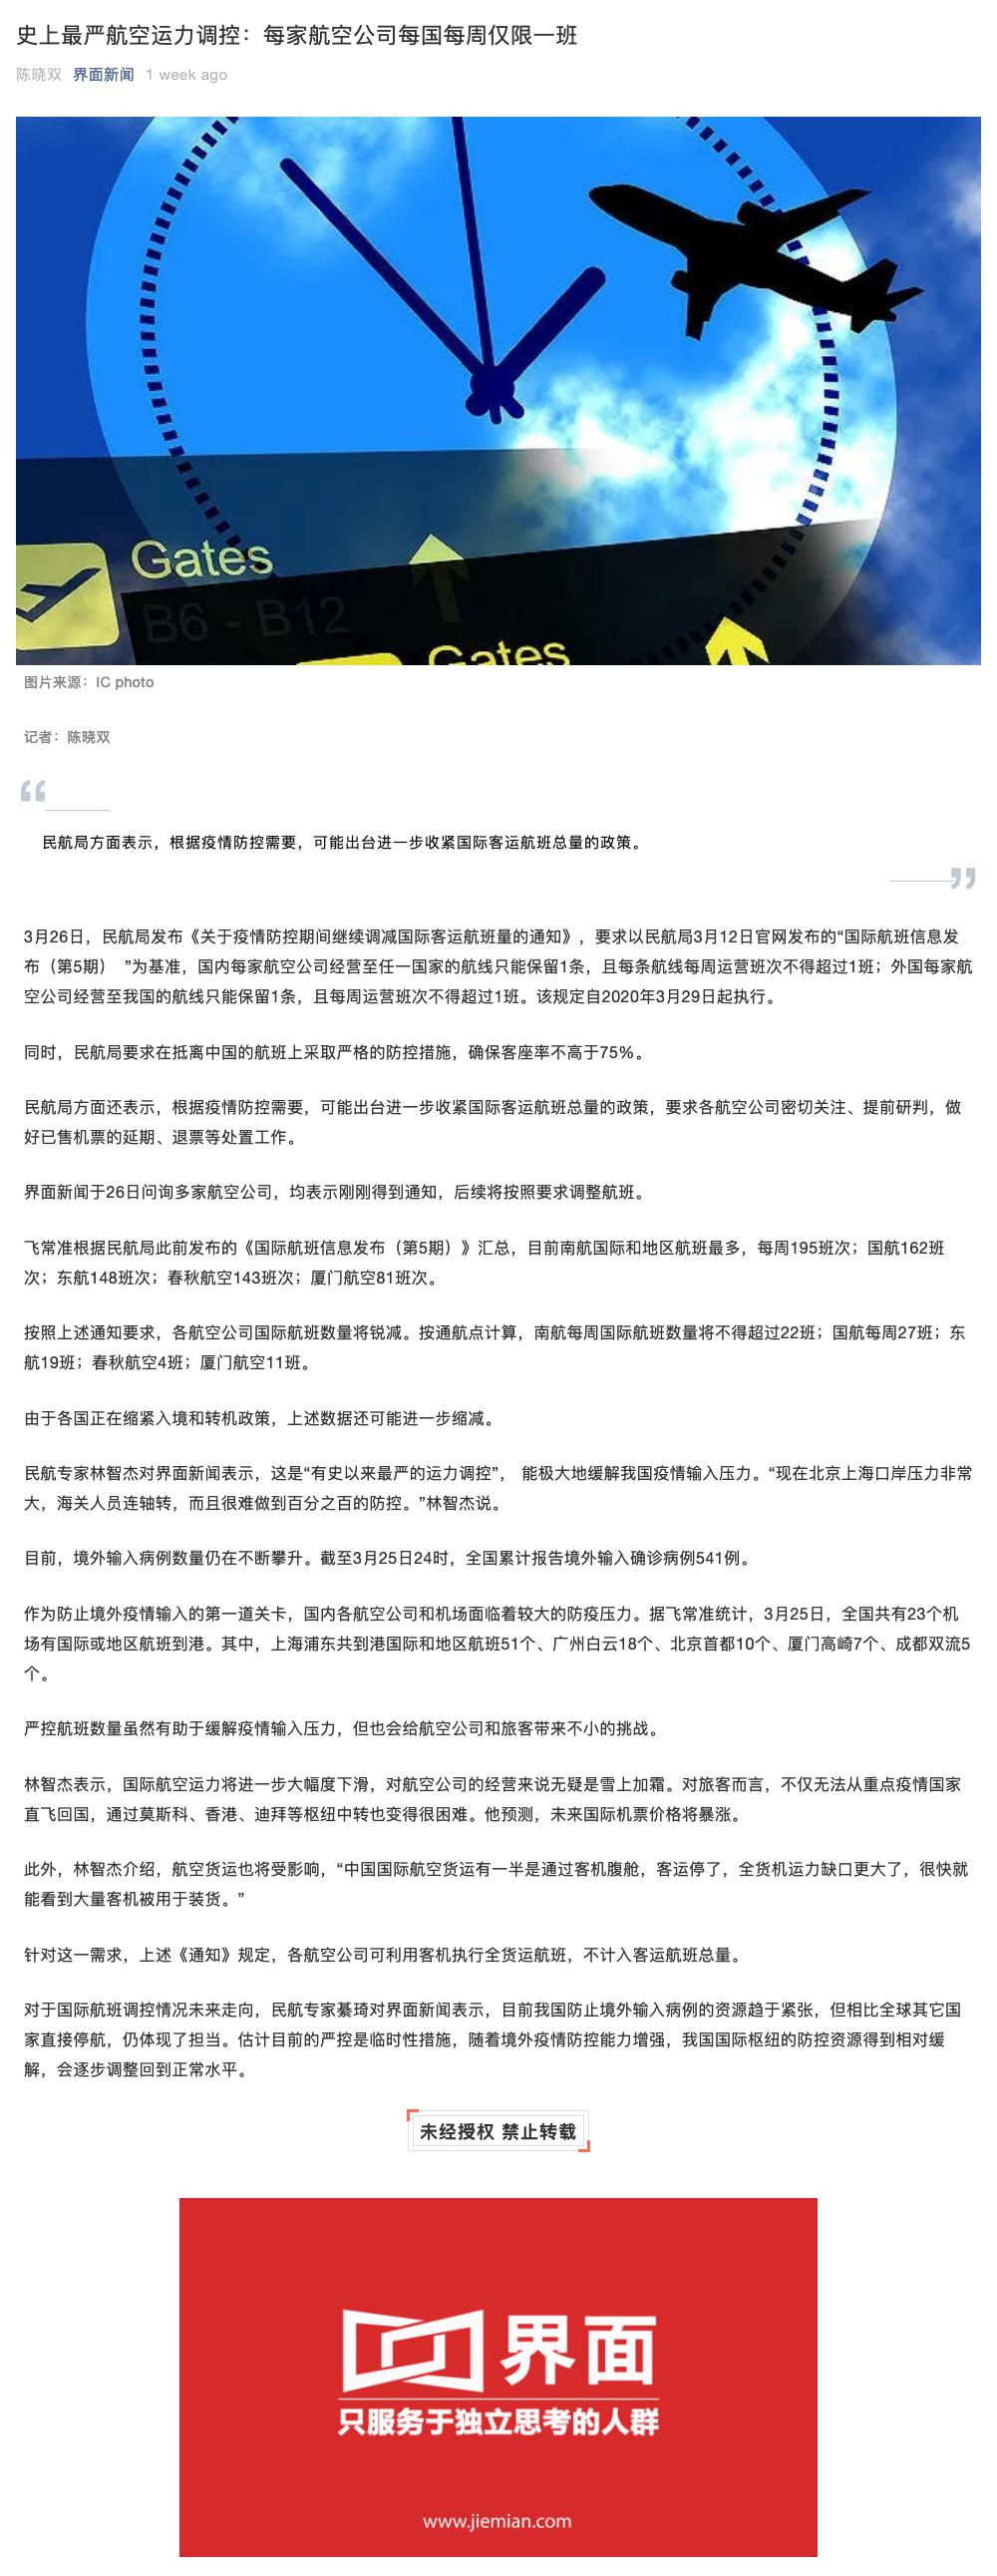 史上最严航空运力调控：每家航空公司每国每周仅限一班
陈晓双 界面新闻 1 week ago
Gates
B6 - B12
Gates
图片来源：IC photo
记者：陈晓双
“
民航局方面表示，根据疫情防控需要，可能出台进一步收紧国际客运航班总量的政策。
”
3月26日，民航局发布《关于疫情防控期间继续调减国际客运航班量的通知》，要求以民航局3月12日官网发布的“国际航班信息发
布（第5期） ”为基准，国内每家航空公司经营至任一国家的航线只能保留1条，且每条航线每周运营班次不得超过1班；外国每家航
空公司经营至我国的航线只能保留1条，且每周运营班次不得超过1班。该规定自2020年3月29日起执行。
同时，民航局要求在抵离中国的航班上采取严格的防控措施，确保客座率不高于75%。
民航局方面还表示，根据疫情防控需要，可能出台进一步收紧国际客运航班总量的政策，要求各航空公司密切关注、提前研判，做
好已售机票的延期、退票等处置工作。
界面新闻于26日问询多家航空公司，均表示刚刚得到通知，后续将按照要求调整航班。
飞常准根据民航局此前发布的《国际航班信息发布（第5期）》汇总，目前南航国际和地区航班最多，每周195班次；国航162班
次；东航148班次；春秋航空143班次；厦门航空81班次。
按照上述通知要求，各航空公司国际航班数量将锐减。按通航点计算，南航每周国际航班数量将不得超过22班；国航每周27班；东
航19班；春秋航空4班；厦门航空11班。
由于各国正在缩紧入境和转机政策，上述数据还可能进一步缩减。
民航专家林智杰对界面新闻表示，这是“有史以来最严的运力调控”， 能极大地缓解我国疫情输入压力。“现在北京上海口岸压力非常
大，海关人员连轴转，而且很难做到百分之百的防控。”林智杰说。
目前，境外输入病例数量仍在不断攀升。截至3月25日24时，全国累计报告境外输入确诊病例541例。
作为防止境外疫情输入的第一道关卡，国内各航空公司和机场面临着较大的防疫压力。据飞常准统计，3月25日，全国共有23个机
场有国际或地区航班到港。其中，上海浦东共到港国际和地区航班51个、广州白云18个、北京首都10个、厦门高崎7个、成都双流5
个。
严控航班数量虽然有助于缓解疫情输入压力，但也会给航空公司和旅客带来不小的挑战。
林智杰表示，国际航空运力将进一步大幅度下滑，对航空公司的经营来说无疑是雪上加霜。对旅客而言，不仅无法从重点疫情国家
直飞回国，通过莫斯科、香港、迪拜等枢纽中转也变得很困难。他预测，未来国际机票价格将暴涨。
此外，林智杰介绍，航空货运也将受影响，“中国国际航空货运有一半是通过客机腹舱，客运停了，全货机运力缺口更大了，很快就
能看到大量客机被用于装货。”
针对这一需求，上述《通知》规定，各航空公司可利用客机执行全货运航班，不计入客运航班总量。
对于国际航班调控情况未来走向，民航专家綦琦对界面新闻表示，目前我国防止境外输入病例的资源趋于紧张，但相比全球其它国
家直接停航，仍体现了担当。估计目前的严控是临时性措施，随着境外疫情防控能力增强，我国国际枢纽的防控资源得到相对缓
解，会逐步调整回到正常水平。
未经授权 禁止转载
界面
只服务于独立思考的人群
www.jiemian.com